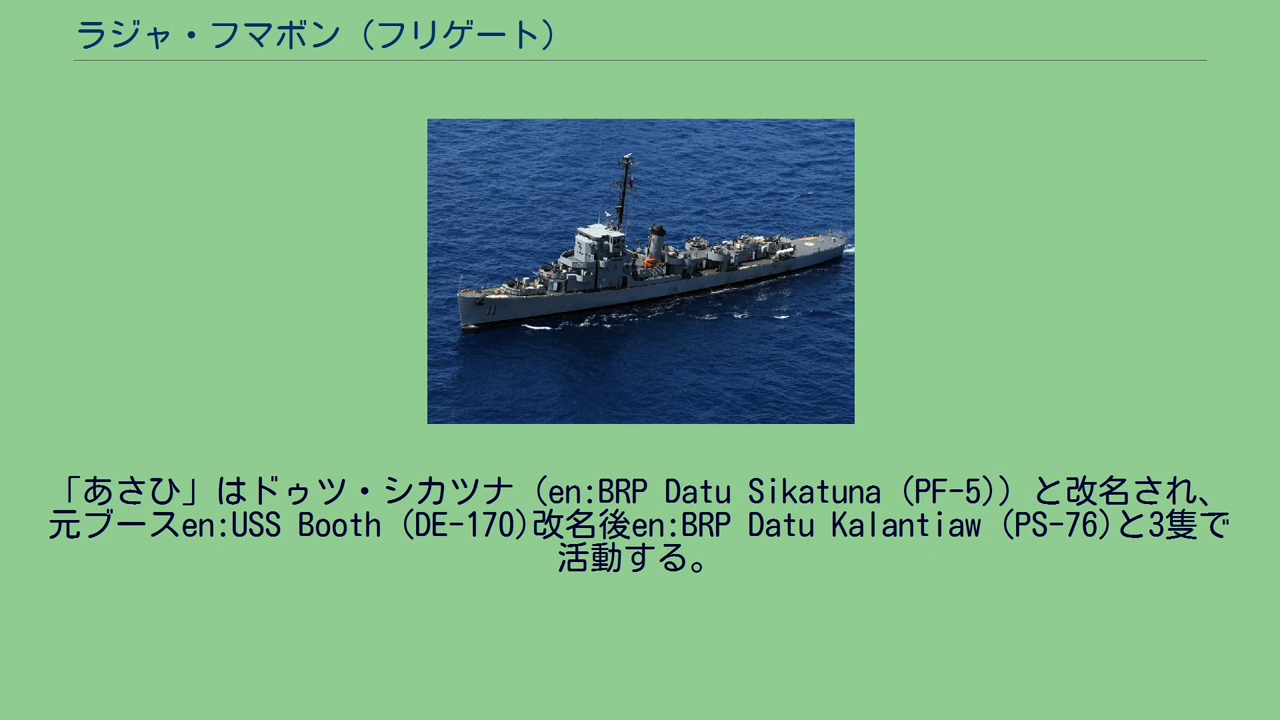 ラジャ・フマボン（フリゲート）
11
「あさひ」はドゥツ・シカツナ（en:BRP Datu Sikatuna（PF-5））と改名され、
元ブースen:USS Booth（DE-170)改名後en:BRP Datu Kalantiaw（PS-76)と3隻で
活動する。